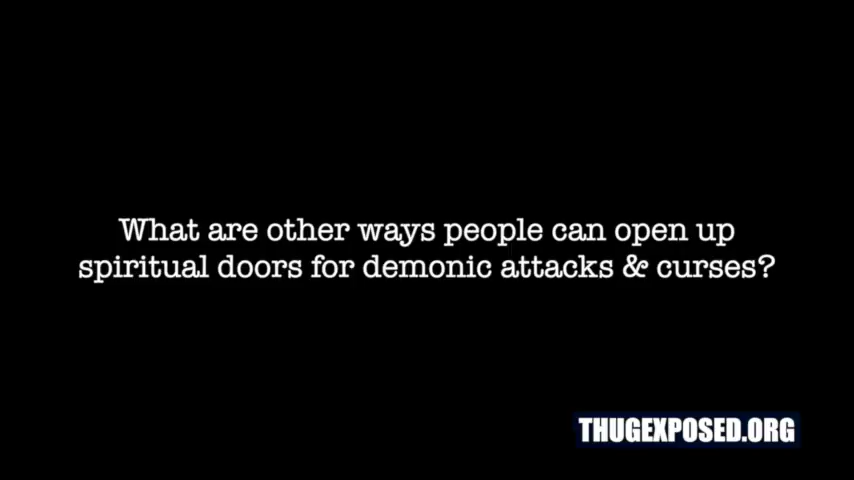 What are other ways people can open up
spiritual doors for demonic attacks & curses?
THUGEXPOSED.ORG